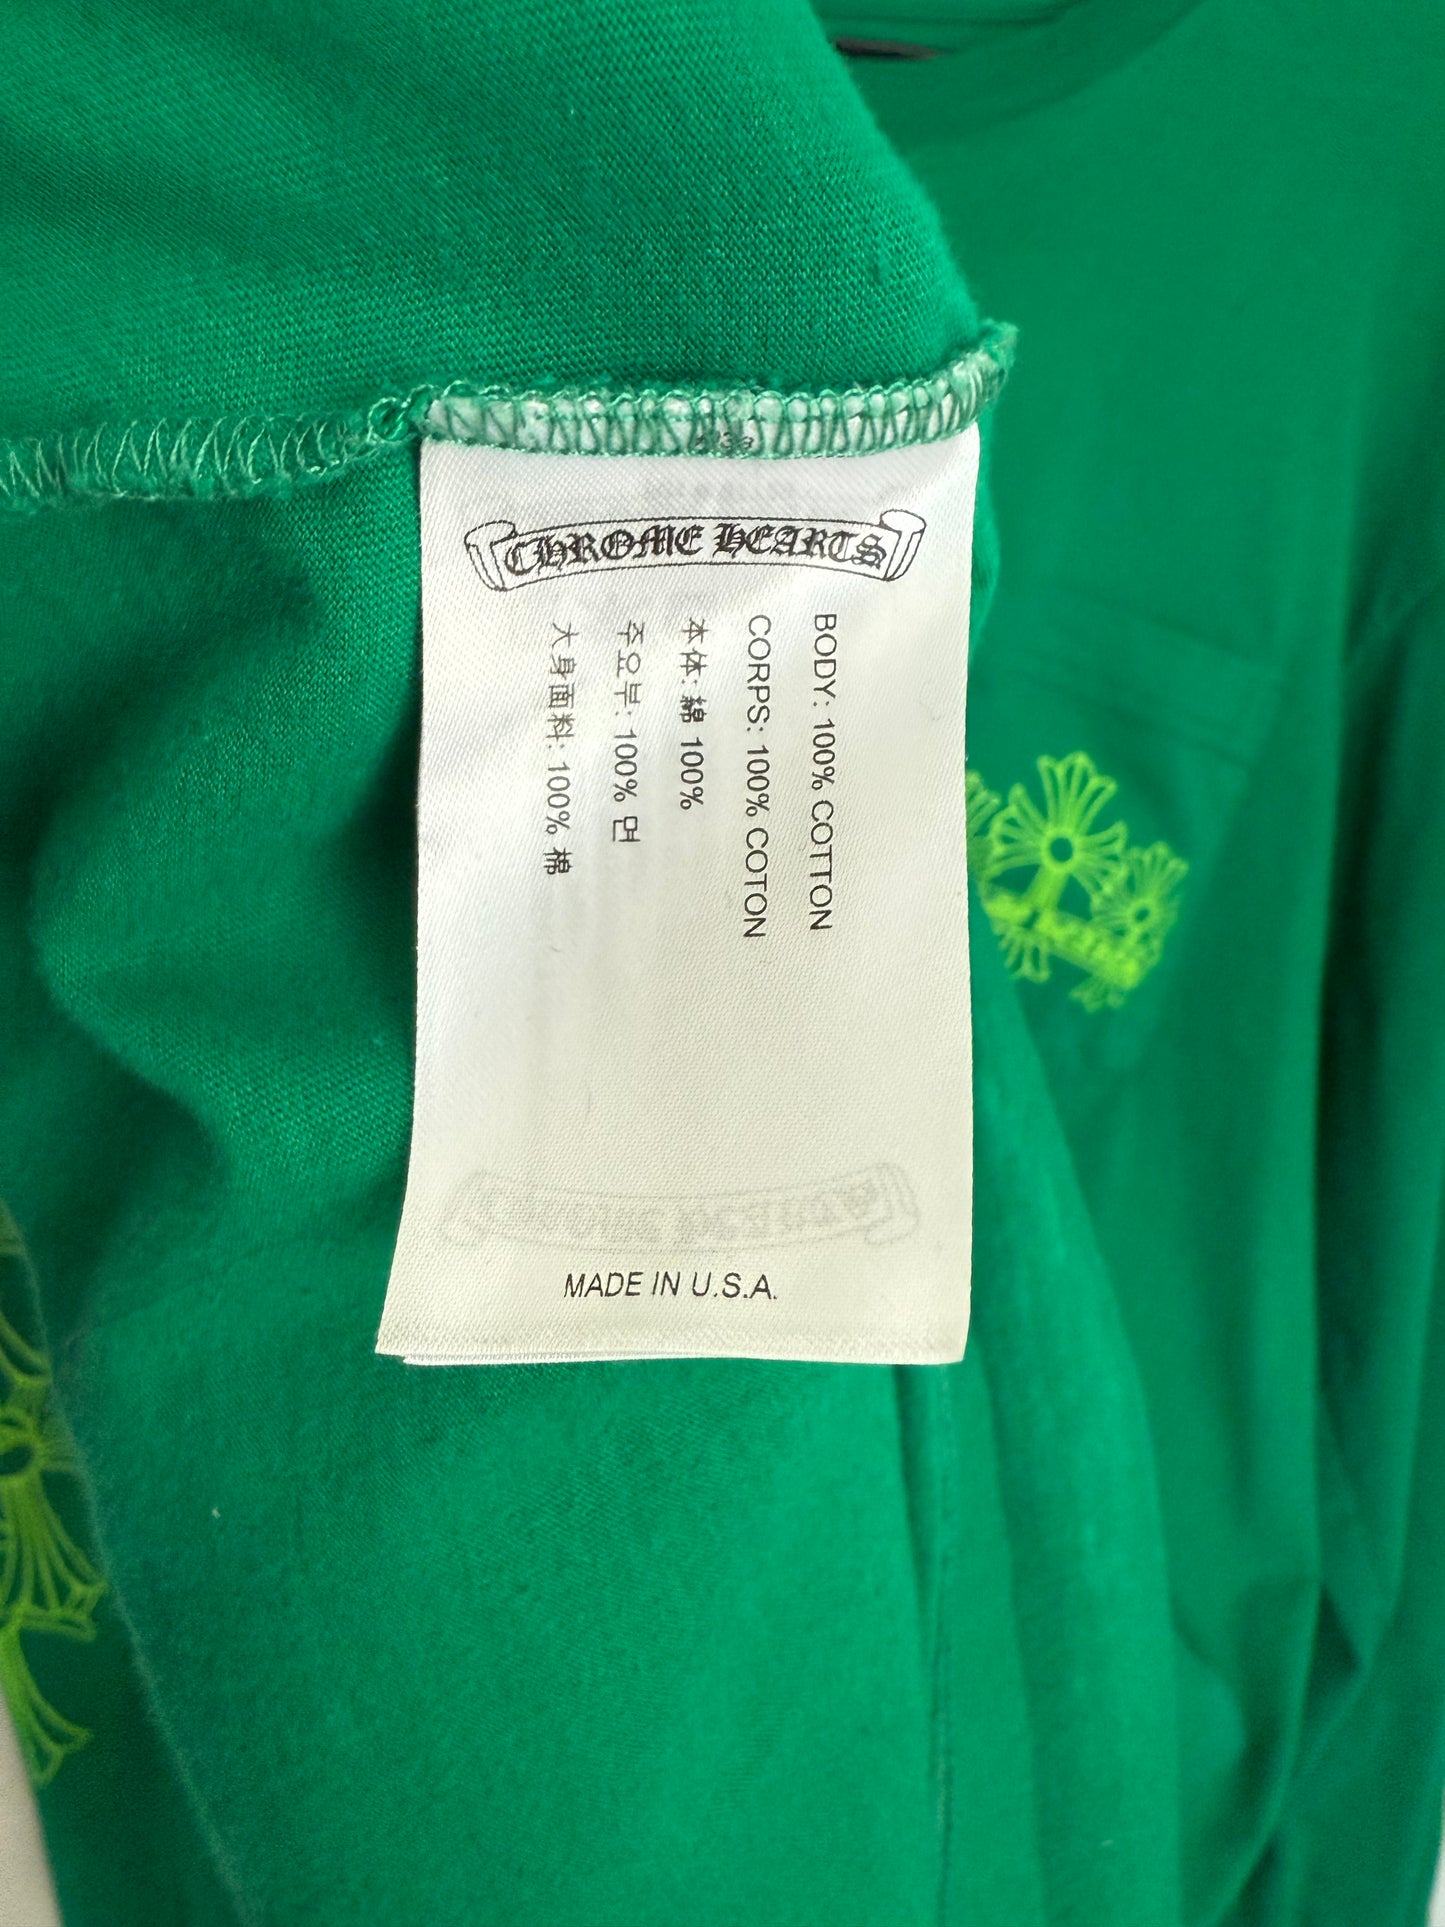 CHROME HEARTS
BODY: 100% COTTON
CORPS: 100% COTON
本体: 綿 100%
주요부: 100% 면
大身面料: 100% 棉
MADE IN U.S.A.